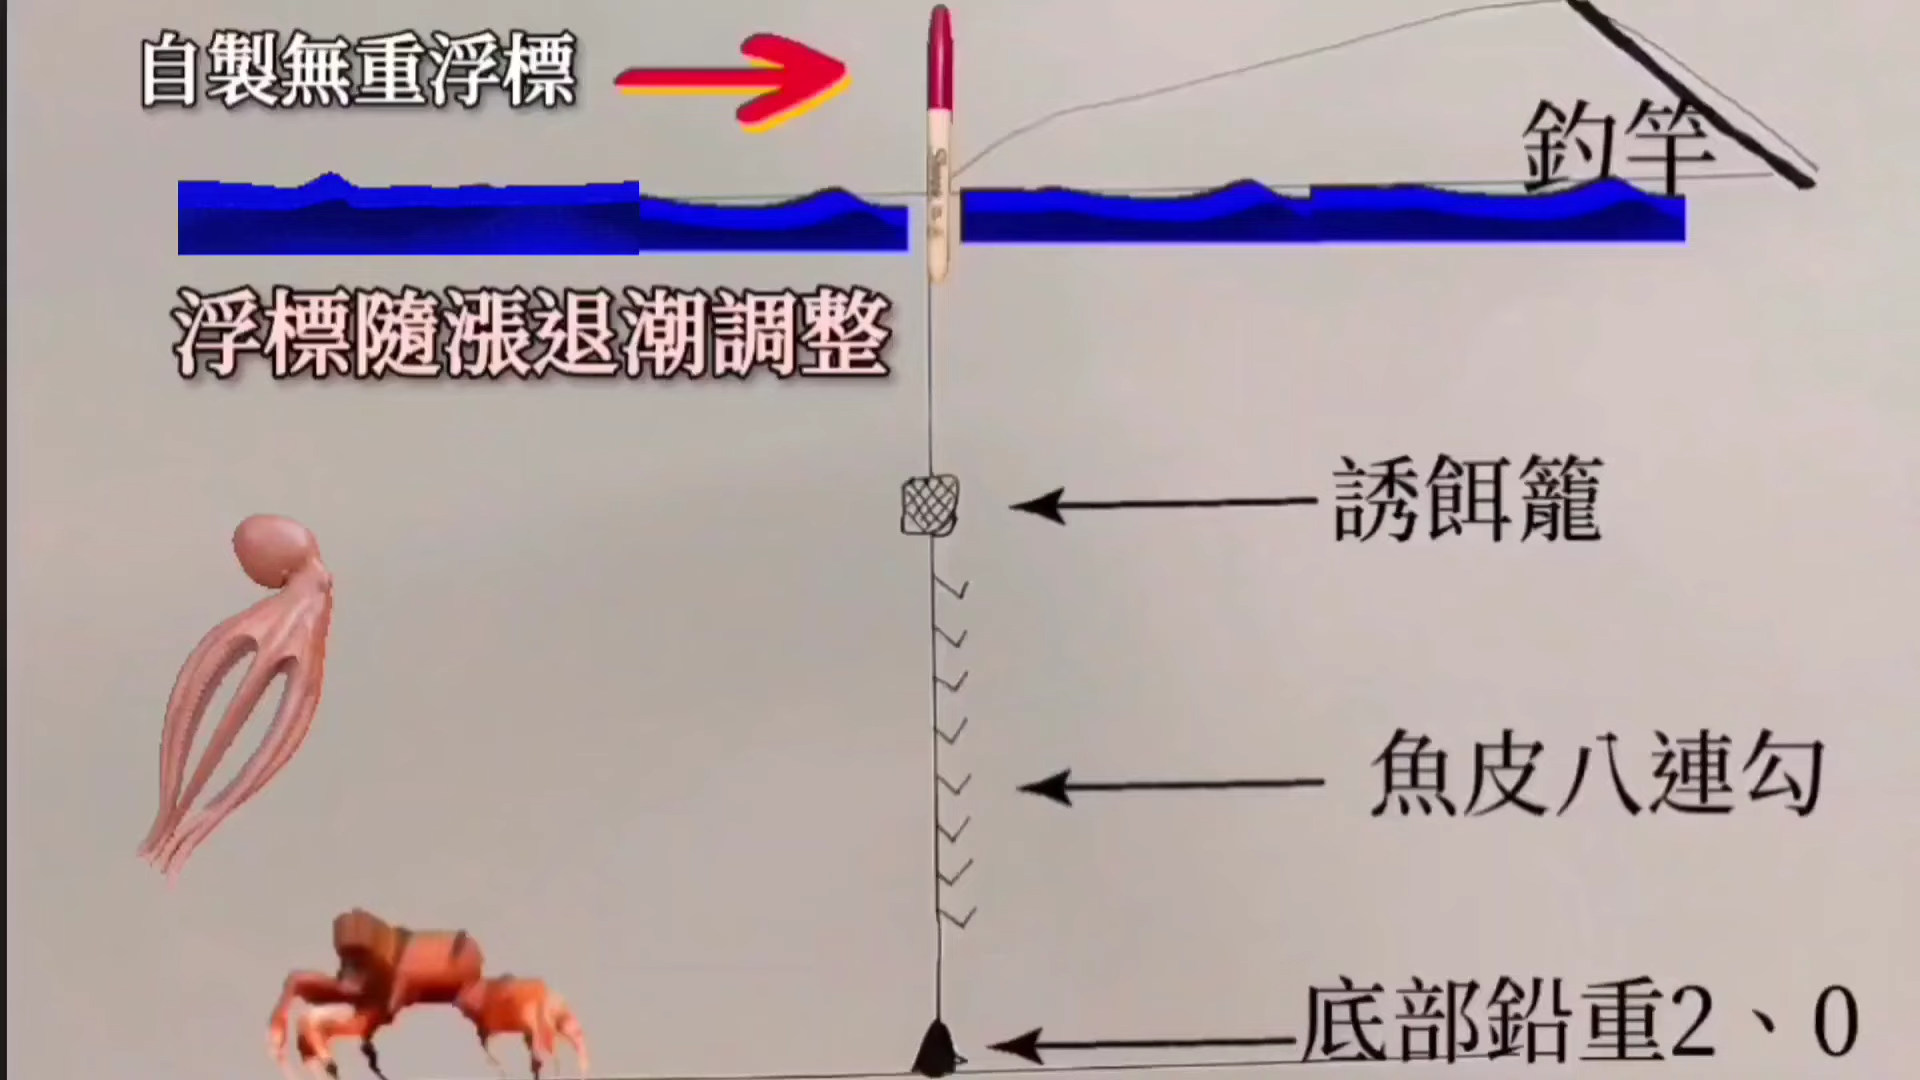 自製無重浮標
釣竿
浮標隨漲退潮調整
誘餌籠
魚皮八連勾
底部鉛重2、0